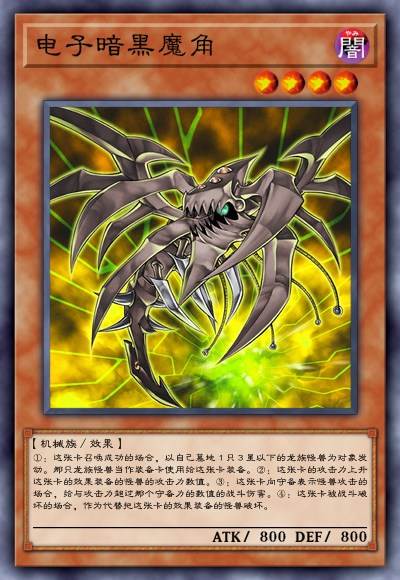 电子暗黑魔角
やみ
闇
【机械族／效果】
①：这张卡召唤成功的场合，以自己墓地１只３星以下的龙族怪兽为对象发
动。那只龙族怪兽当作装备卡使用给这张卡装备。②：这张卡的攻击力上升
这张卡的效果装备的怪兽的攻击力数值。③：这张卡向守备表示怪兽攻击的
场合，给与攻击力超过那个守备力的数值的战斗伤害。④：这张卡被战斗破
坏的场合，作为代替把这张卡的效果装备的怪兽破坏。
ATK/ 800 DEF/ 800